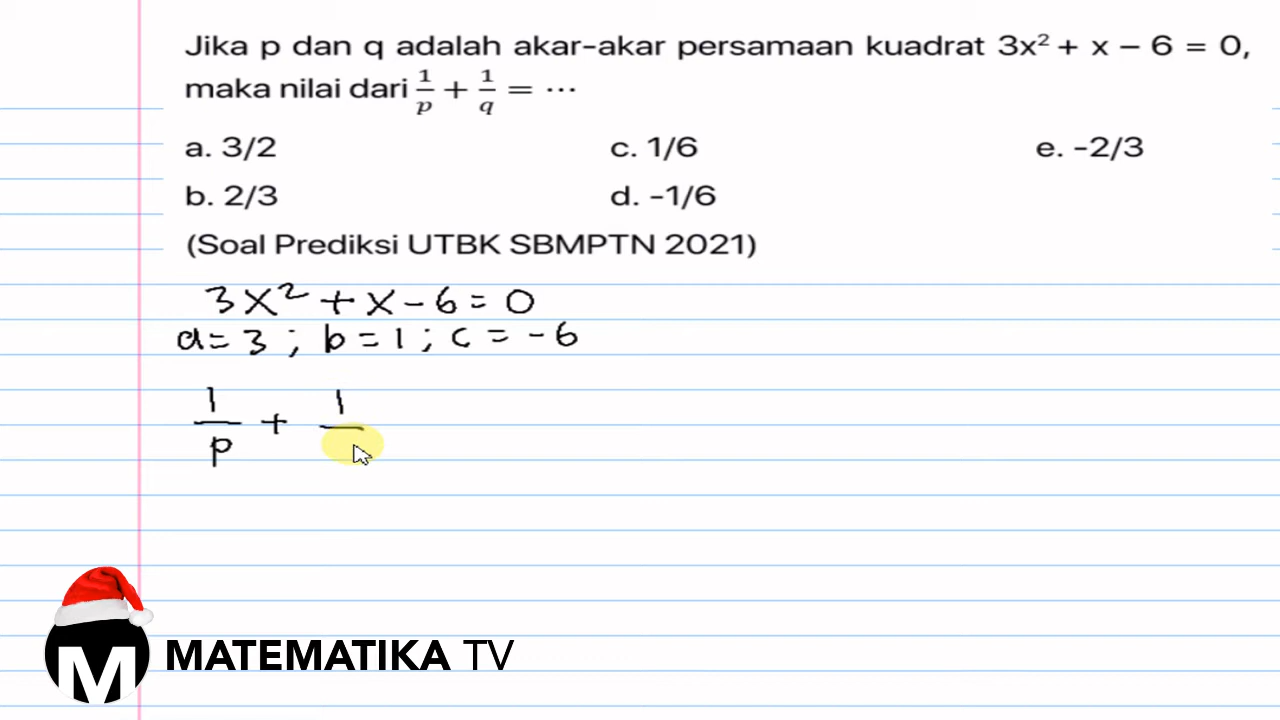 Jika p dan q adalah akar-akar persamaan kuadrat 3x² + x − 6 = 0,
maka nilai dari 1/p + 1/q = ⋯
a. 3/2 c. 1/6 e. -2/3
b. 2/3 d. -1/6
(Soal Prediksi UTBK SBMPTN 2021)
3x² + x - 6 = 0
a = 3 ; b = 1 ; c = -6
1/p + 1/
M MATEMATIKA TV